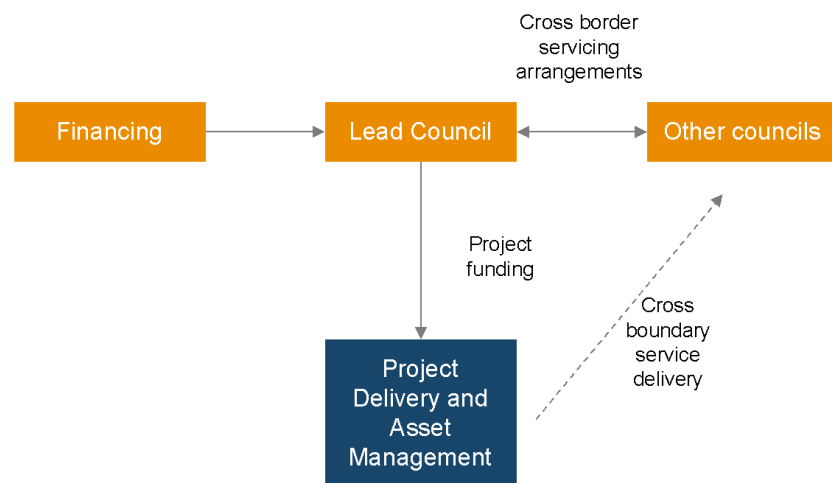 Cross border
servicing
arrangements
Financing
Lead Council
Other councils
Project
funding
Cross
boundary
service
delivery
Project
Delivery and
Asset
Management